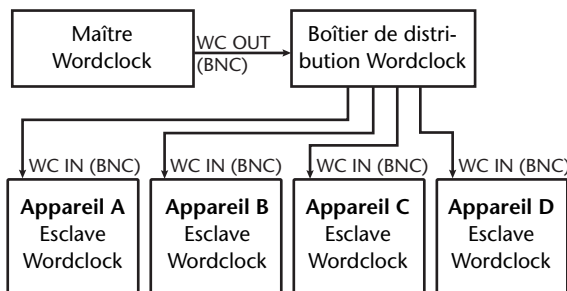 Maître
Wordclock
WC OUT
(BNC)
Boîtier de distri-
bution Wordclock
WC IN (BNC)
WC IN (BNC)
WC IN (BNC)
WC IN (BNC)
Appareil A
Esclave
Wordclock
Appareil B
Esclave
Wordclock
Appareil C
Esclave
Wordclock
Appareil D
Esclave
Wordclock